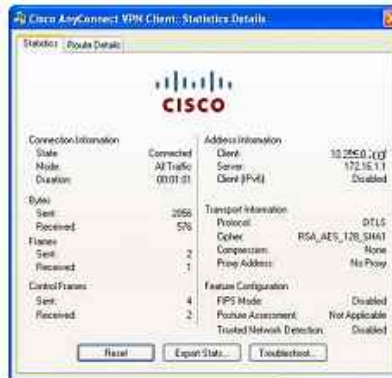 Cisco AnyConnect VPN Client: Statistics Details
Statistics Route Details
CISCO
Connection Information
State: Connected
Mode: All Traffic
Duration: 00:01:01
Bytes
Sent: 2856
Received: 576
Frames
Sent: 2
Received: 1
Control Frames
Sent: 4
Received: 2
Address Information
Client:
Server: 172.16.1.1
Client (IPv6): Disabled
Transport Information
Protocol: DTLS
Cipher: RSA_AES_128_SHA1
Compression: None
Proxy Address: No Proxy
Feature Configuration
FIPS Mode: Disabled
Posture Assessment: Not Applicable
Trusted Network Detection: Disabled
Reset Export Stats... Troubleshoot...